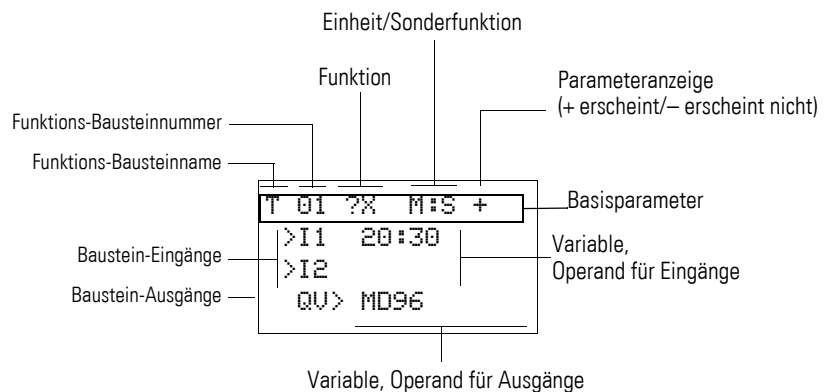 Einheit/Sonderfunktion
Funktion
Parameteranzeige
(+ erscheint/– erscheint nicht)
Funktions-Bausteinnummer
Funktions-Bausteinname
T 01 ?X M:S +
Basisparameter
>I1 20:30
>I2
Baustein-Eingänge
Variable,
Operand für Eingänge
Baustein-Ausgänge
QV> MD96
Variable, Operand für Ausgänge